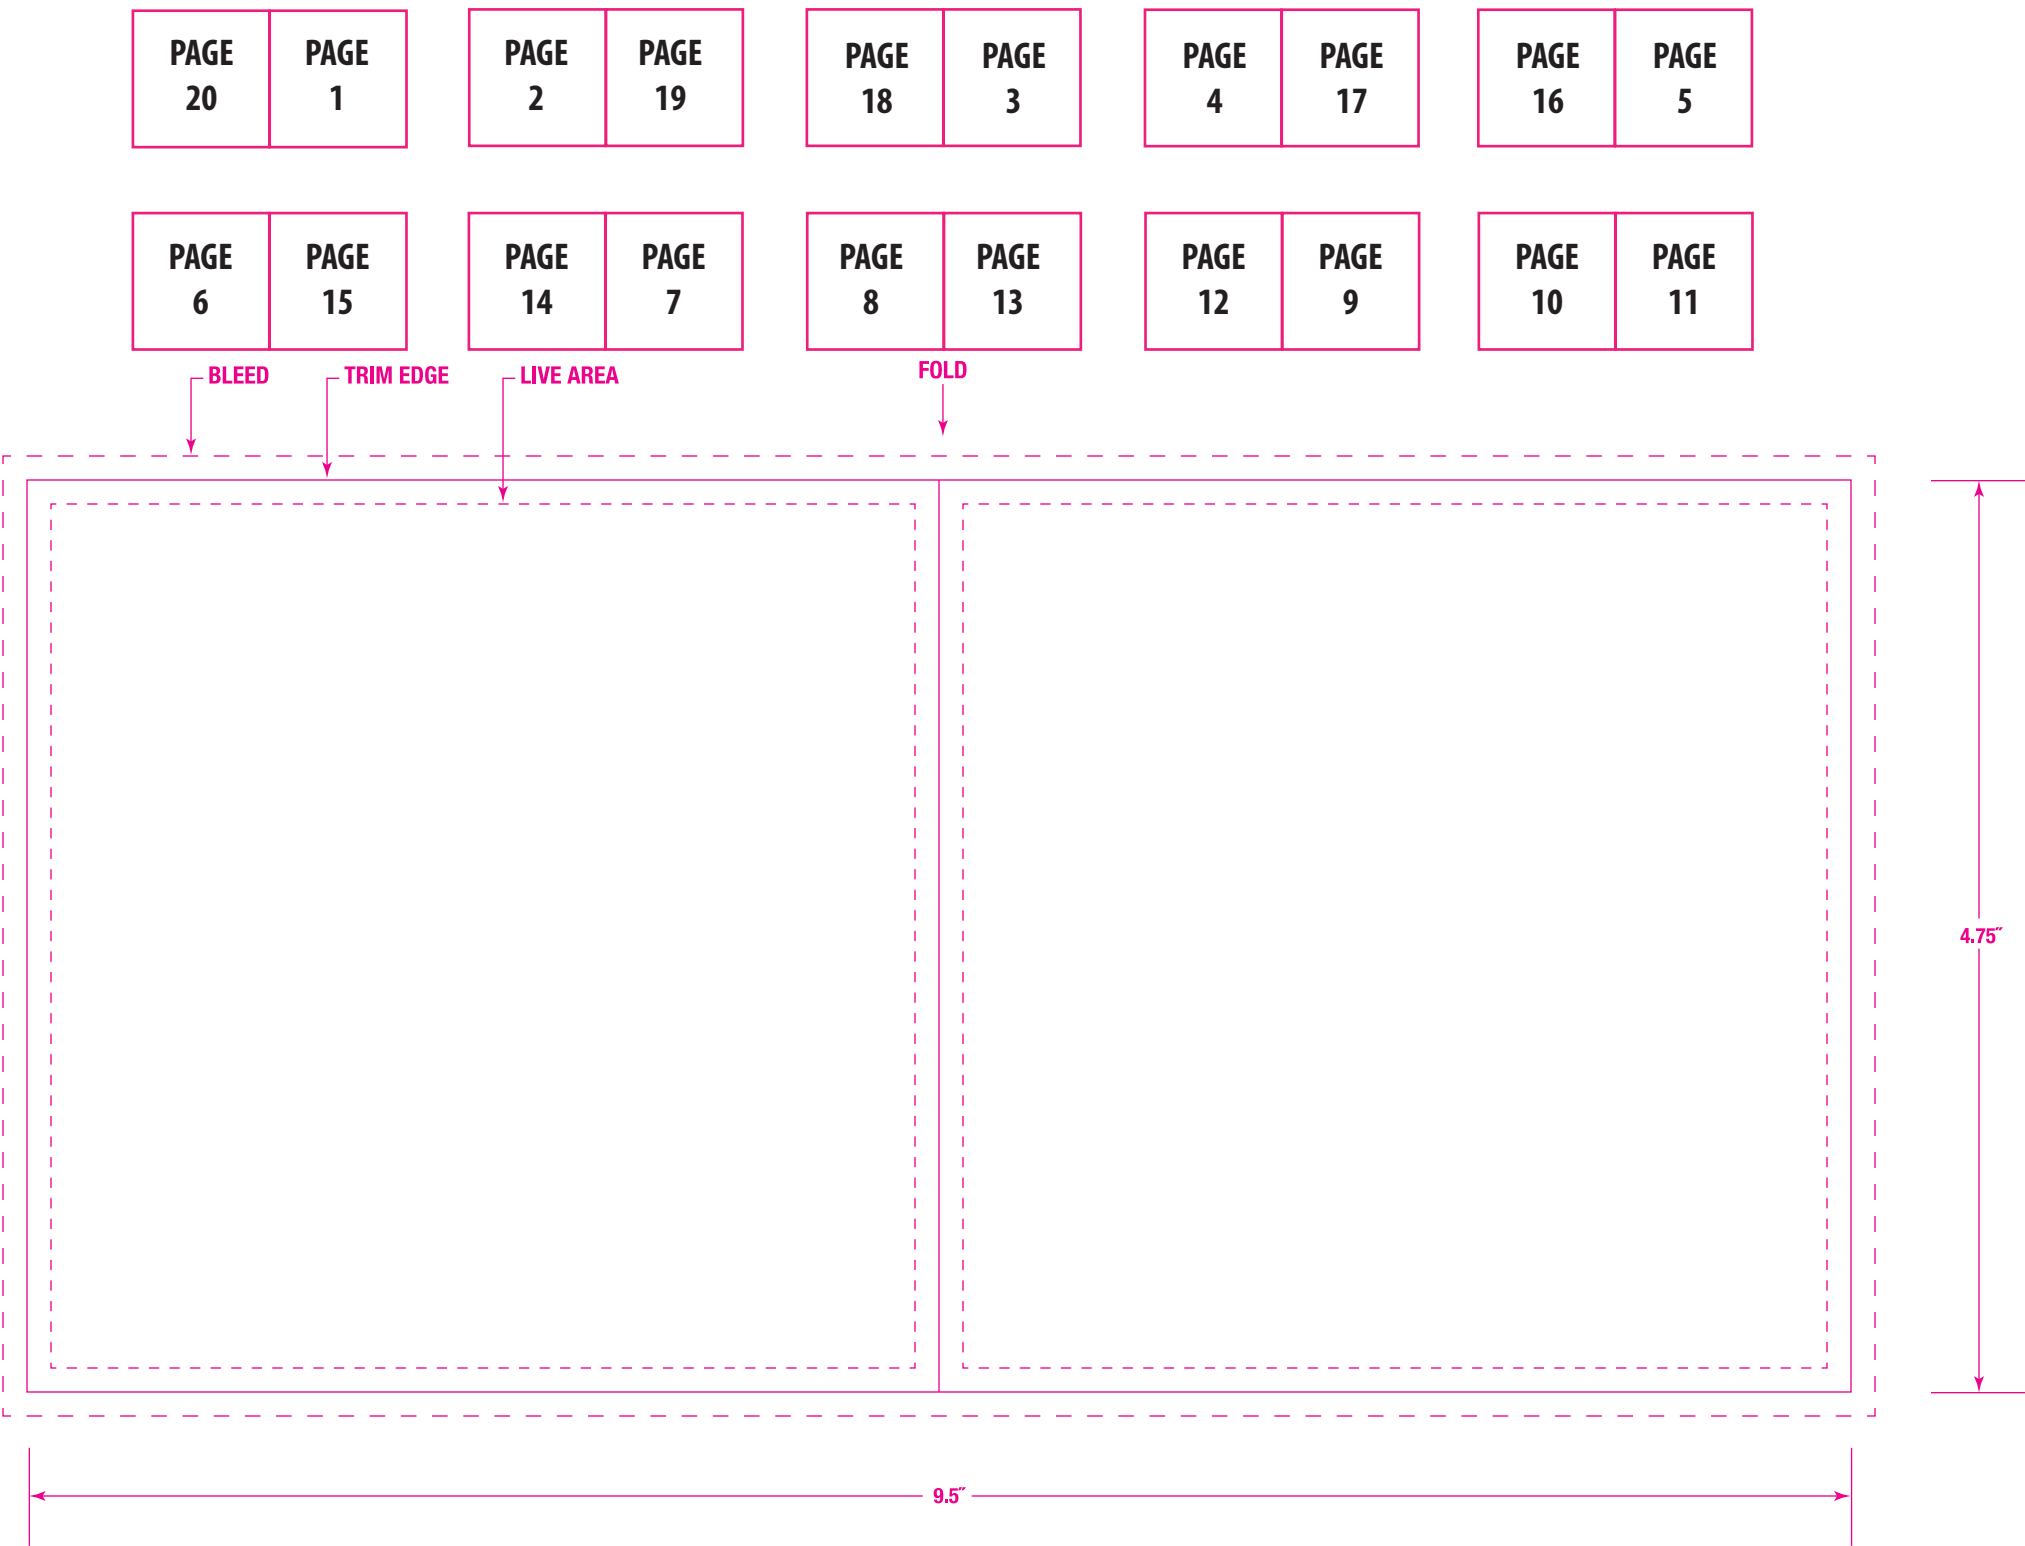 PAGE PAGE PAGE PAGE PAGE PAGE PAGE PAGE PAGE PAGE
20 1 2 19 18 3 4 17 16 5
PAGE PAGE PAGE PAGE PAGE PAGE PAGE PAGE PAGE PAGE
6 15 14 7 8 13 12 9 10 11
BLEED TRIM EDGE LIVE AREA FOLD
4.75″
9.5″